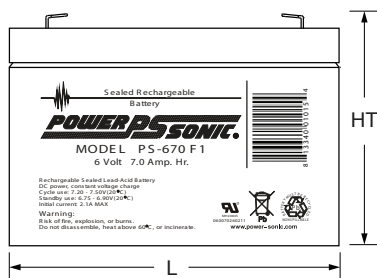 Sealed Rechargeable
Battery
POWER PS SONIC.
MODEL PS-670 F1
6 Volt 7.0 Amp. Hr.
Rechargeable Sealed Lead-Acid Battery
DC power, constant voltage charge
Cycle use: 7.20 - 7.50V(20°C)
Standby use: 6.75 - 6.90V(20°C)
Initial current: 2.1A MAX
Warning:
Risk of fire, explosion, or burns.
Do not disassemble, heat above 60°C, or incinerate.
Pb
www.power-sonic.com
HT
L